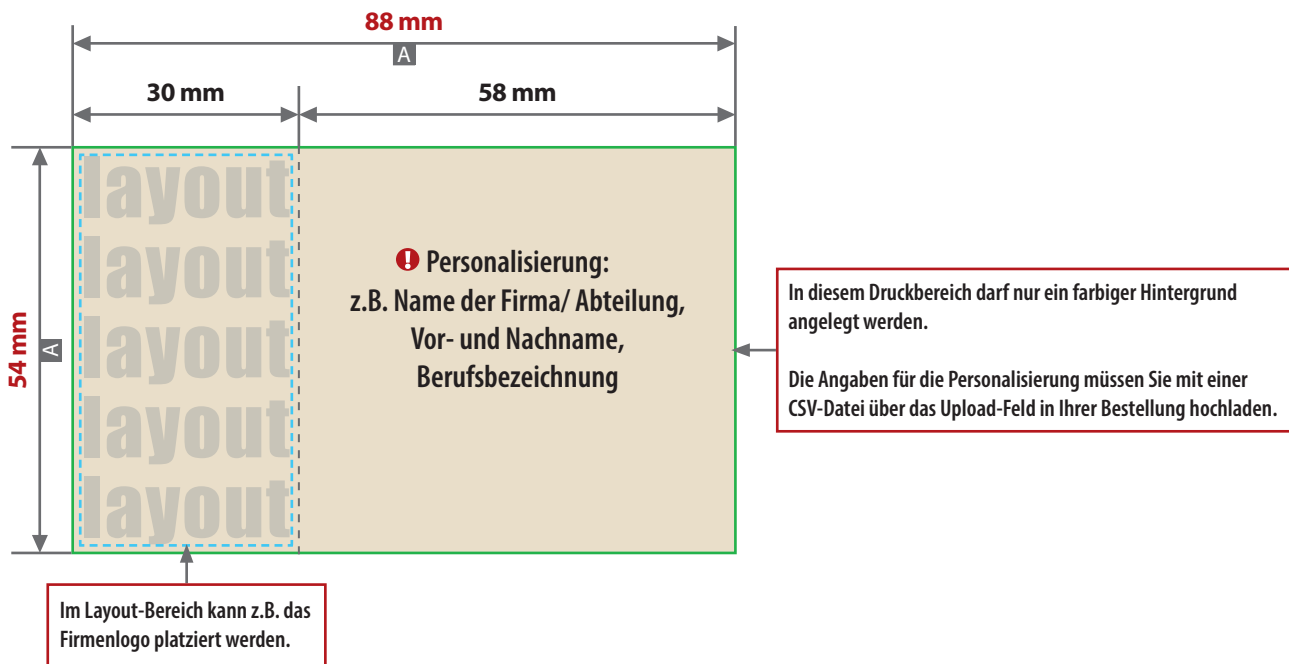 88 mm
A
30 mm
58 mm
54 mm
A
layout
layout
layout
layout
layout
! Personalisierung:
z.B. Name der Firma/ Abteilung,
Vor- und Nachname,
Berufsbezeichnung
In diesem Druckbereich darf nur ein farbiger Hintergrund
angelegt werden.
Die Angaben für die Personalisierung müssen Sie mit einer
CSV-Datei über das Upload-Feld in Ihrer Bestellung hochladen.
Im Layout-Bereich kann z.B. das
Firmenlogo platziert werden.